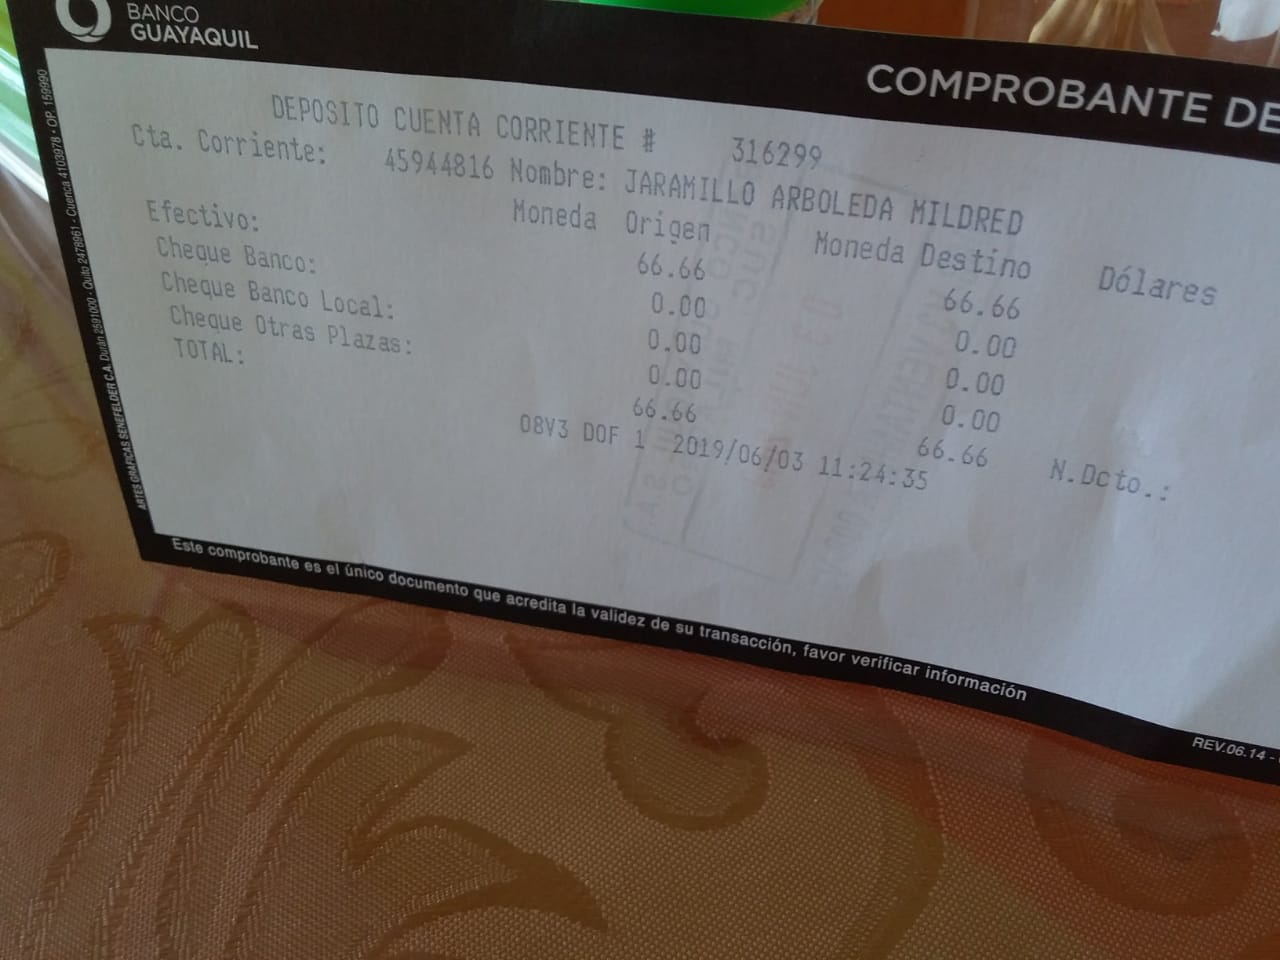 BANCO
GUAYAQUIL
COMPROBANTE DE
DEPOSITO CUENTA CORRIENTE # 316299
Cta. Corriente: 45944816 Nombre: JARAMILLO ARBOLEDA MILDRED
Moneda Origen Moneda Destino Dólares
Efectivo: 66.66 66.66
Cheque Banco: 0.00 0.00
Cheque Banco Local: 0.00 0.00
Cheque Otras Plazas: 0.00 0.00
TOTAL: 66.66 66.66 N.Dcto.:
08V3 DOF 1 2019/06/03 11:24:35
Este comprobante es el único documento que acredita la validez de su transacción, favor verificar información
REV.06.14 -
ARTES GRAFICAS SENEFELDER C.A. Durán 2591000 - Quito 2478961 - Cuenca 4103978 - OP. 159990